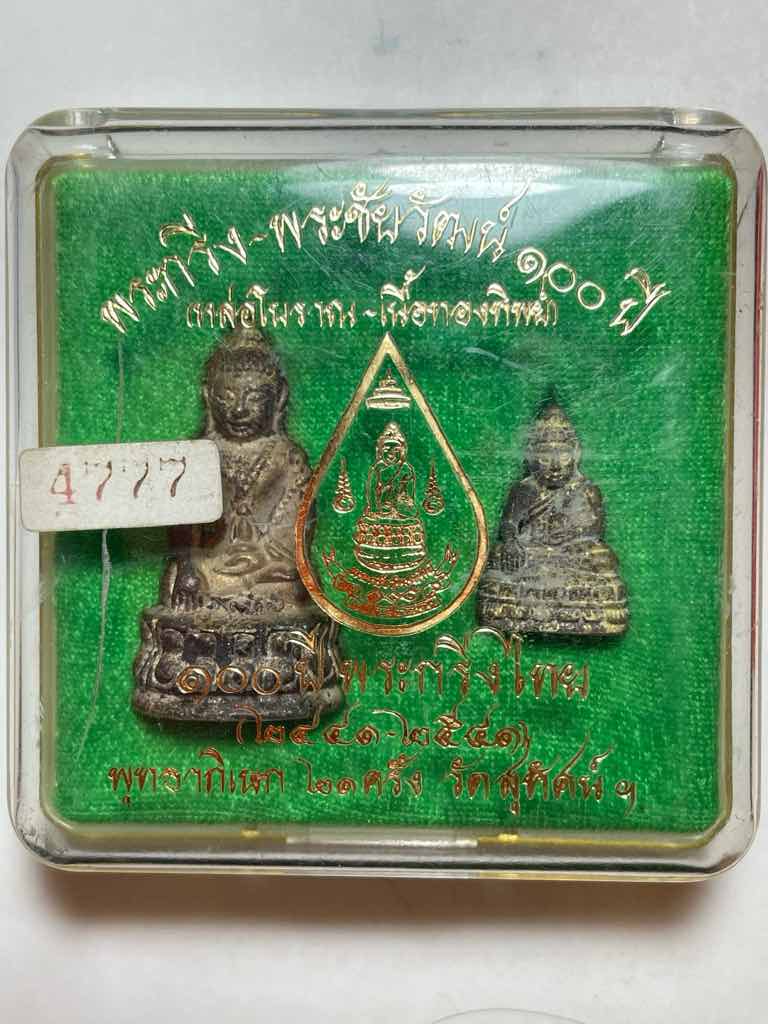 พระกริ่ง-พระชัยวัฒน์ ๑๐๐ ปี
(หล่อโบราณ-เนื้อทองทิพย์)
4777
๑๐๐ ปี พระกริ่งไทย
(๒๔๔๑-๒๕๔๑)
พุทธาภิเษก ๒๑ ครั้ง วัดสุทัศน์ ฯ